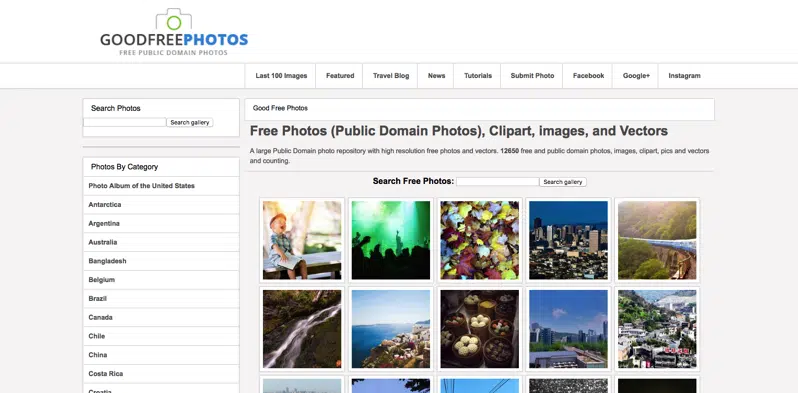 GOODFREEPHOTOS
FREE PUBLIC DOMAIN PHOTOS
Last 100 Images
Featured
Travel Blog
News
Tutorials
Submit Photo
Facebook
Google+
Instagram
Search Photos
Search gallery
Photos By Category
Photo Album of the United States
Antarctica
Argentina
Australia
Bangladesh
Belgium
Brazil
Canada
Chile
China
Costa Rica
Croatia
Good Free Photos
Free Photos (Public Domain Photos), Clipart, images, and Vectors
A large Public Domain photo repository with high resolution free photos and vectors. 12650 free and public domain photos, images, clipart, pics and vectors
and counting.
Search Free Photos:
Search gallery